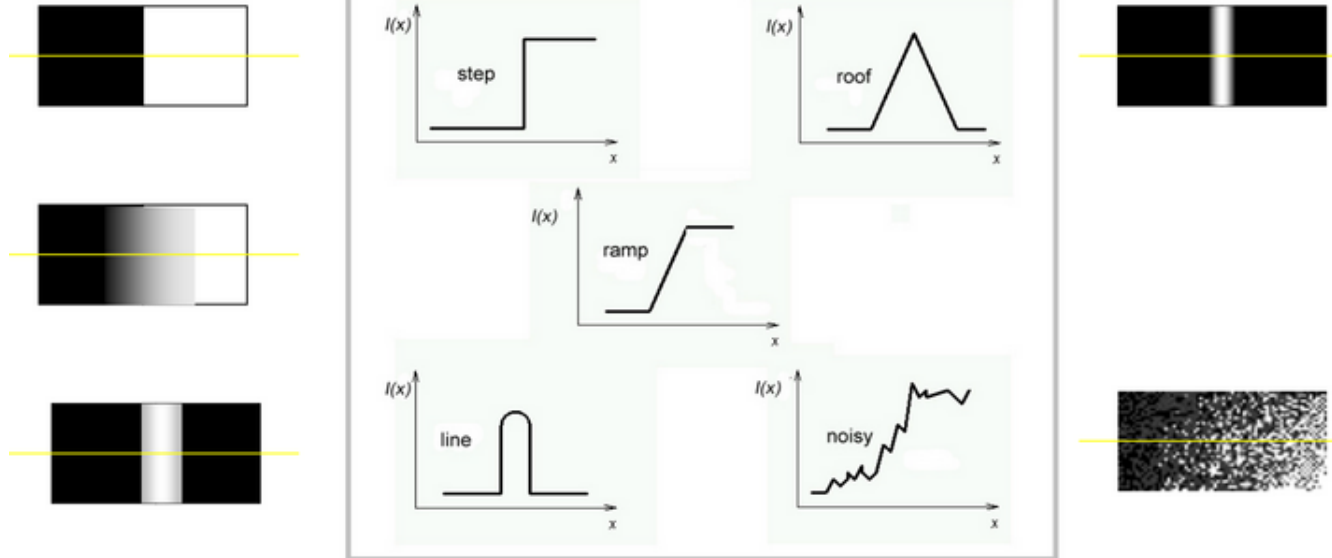 I(x)
step
x
I(x)
roof
x
I(x)
ramp
x
I(x)
line
x
I(x)
noisy
x